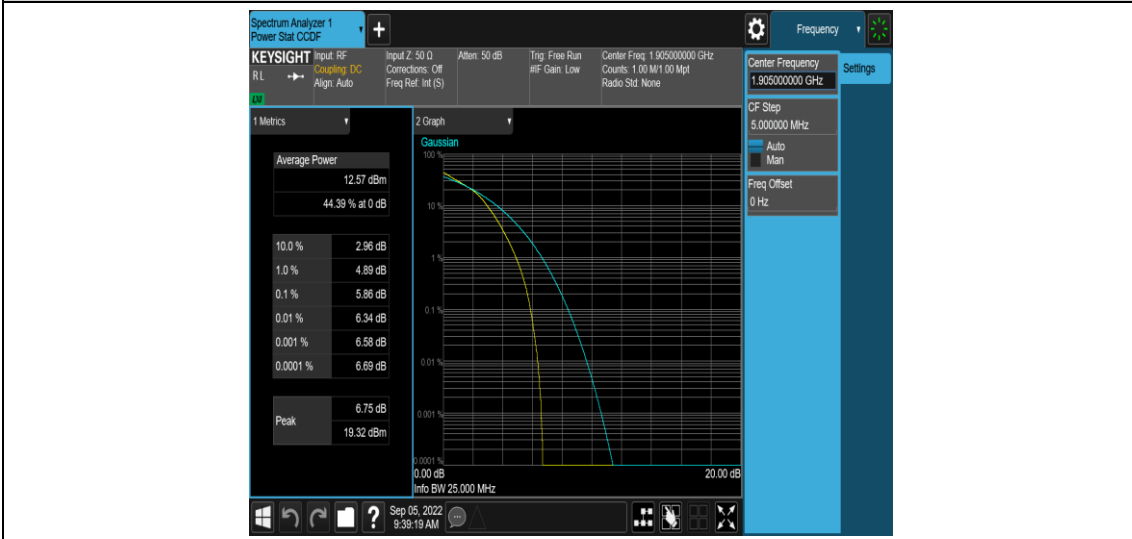 Spectrum Analyzer 1
Power Stat CCDF
+
Frequency
KEYSIGHT
R L
LXI
Input: RF
Coupling: DC
Align: Auto
Input Z: 50 Ω
Corrections: Off
Freq Ref: Int (S)
Atten: 50 dB
Trig: Free Run
#IF Gain: Low
Center Freq: 1.905000000 GHz
Counts: 1.00 M/1.00 Mpt
Radio Std: None
Center Frequency
1.905000000 GHz
Settings
CF Step
5.000000 MHz
Auto
Man
Freq Offset
0 Hz
1 Metrics
Average Power
12.57 dBm
44.39 % at 0 dB
10.0 % 2.96 dB
1.0 % 4.89 dB
0.1 % 5.86 dB
0.01 % 6.34 dB
0.001 % 6.58 dB
0.0001 % 6.69 dB
Peak
6.75 dB
19.32 dBm
2 Graph
Gaussian
100 %
10 %
1 %
0.1 %
0.01 %
0.001 %
0.0001 %
0.00 dB
20.00 dB
Info BW 25.000 MHz
?
Sep 05, 2022
9:39:19 AM